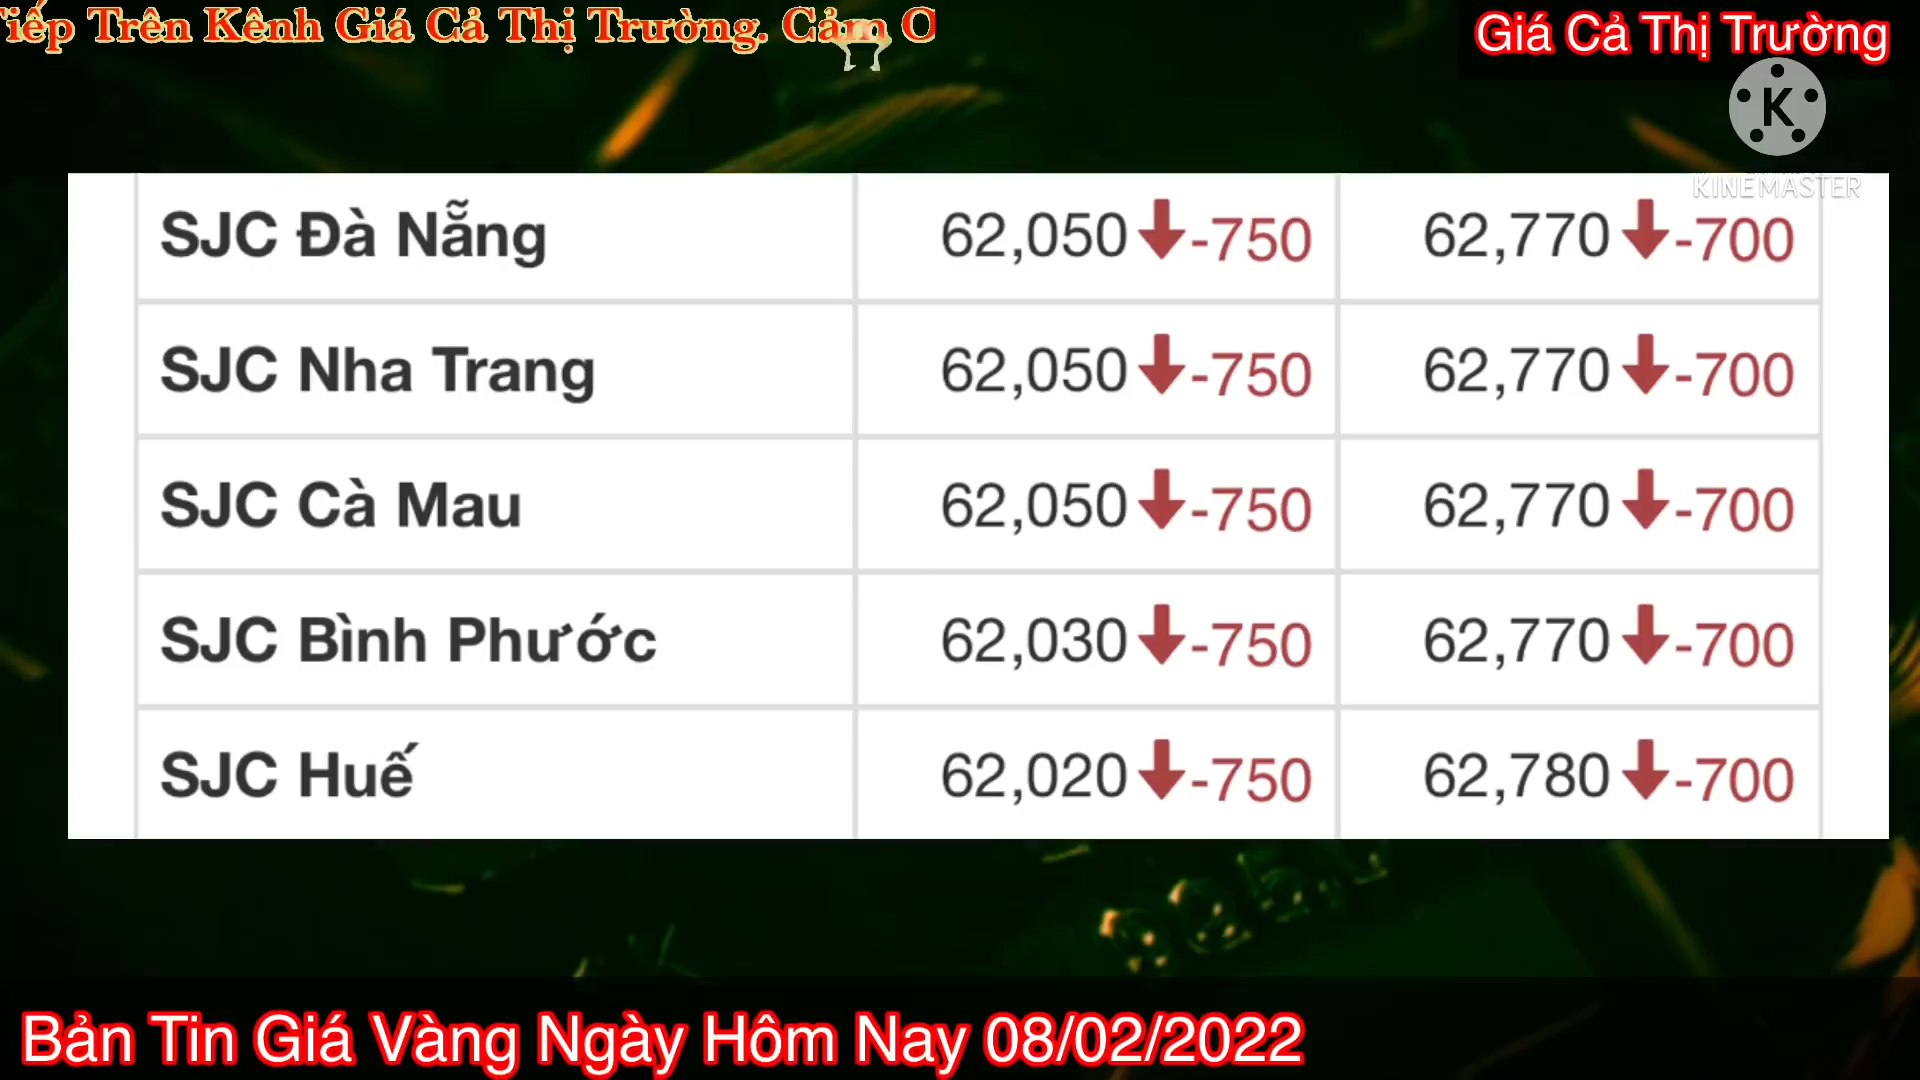 Trên Kênh Giá Cả Thị Trường. Cảm
Giá Cả Thị Trường
K
KINEMASTER
SJC Đà Nẵng 62,050 -750 62,770 -700
SJC Nha Trang 62,050 -750 62,770 -700
SJC Cà Mau 62,050 -750 62,770 -700
SJC Bình Phước 62,030 -750 62,770 -700
SJC Huế 62,020 -750 62,780 -700
Bản Tin Giá Vàng Ngày Hôm Nay 08/02/2022